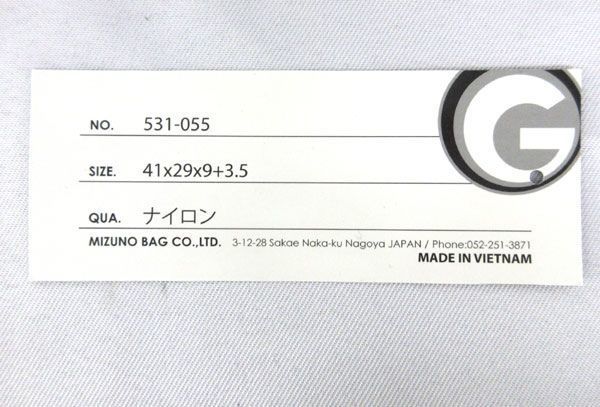 NO. 531-055
SIZE. 41x29x9+3.5
QUA. ナイロン
MIZUNO BAG CO.,LTD. 3-12-28 Sakae Naka-ku Nagoya JAPAN / Phone:052-251-3871
MADE IN VIETNAM
G